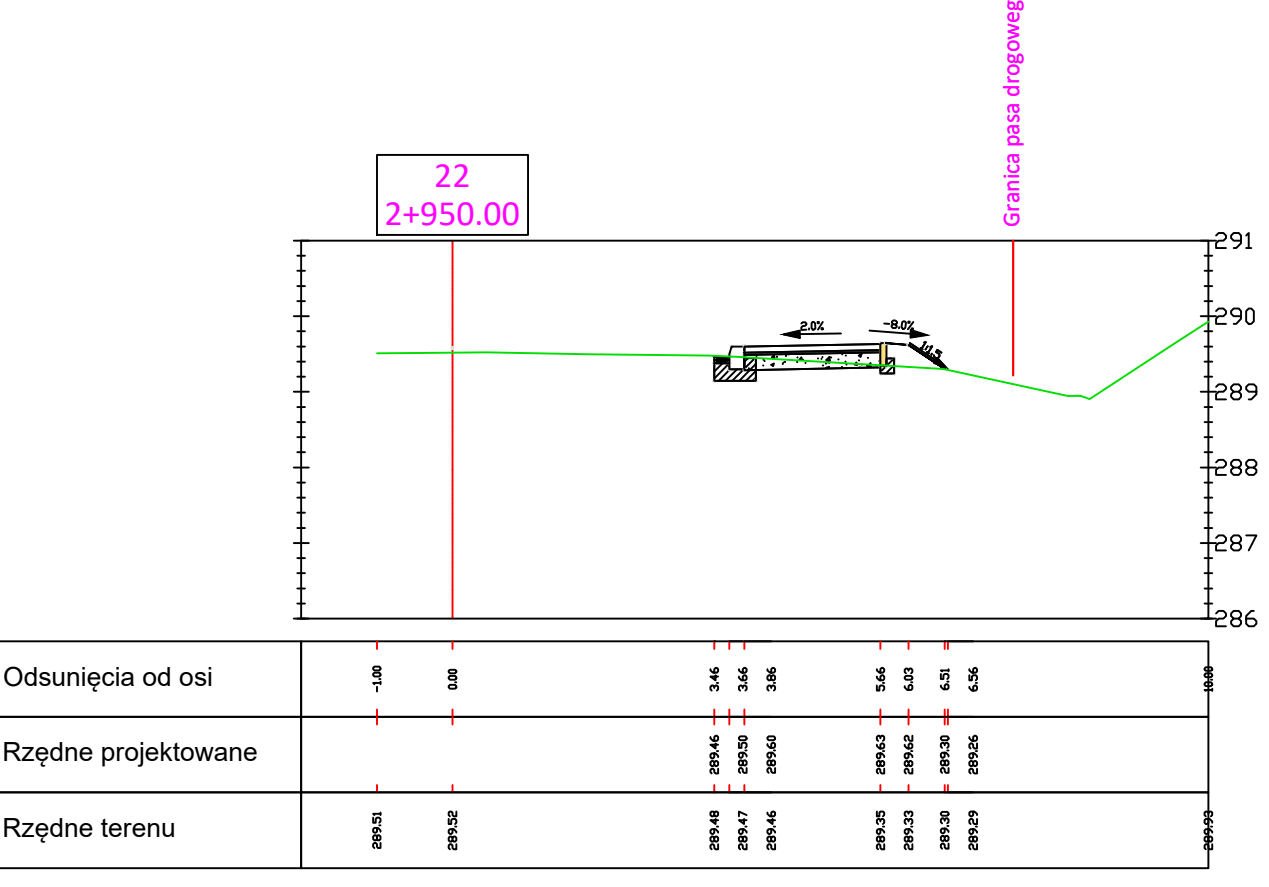 Granica pasa drogoweg
22
2+950.00
291
290
289
288
287
286
2.0%
-8.0%
1:1.5
Odsunięcia od osi
-1.00 0.00 3.46 3.66 3.86 5.66 6.03 6.51 6.56 10.00
Rzędne projektowane
289.46 289.50 289.60 289.63 289.62 289.30 289.26
Rzędne terenu
289.51 289.52 289.48 289.47 289.46 289.35 289.33 289.30 289.29 289.93